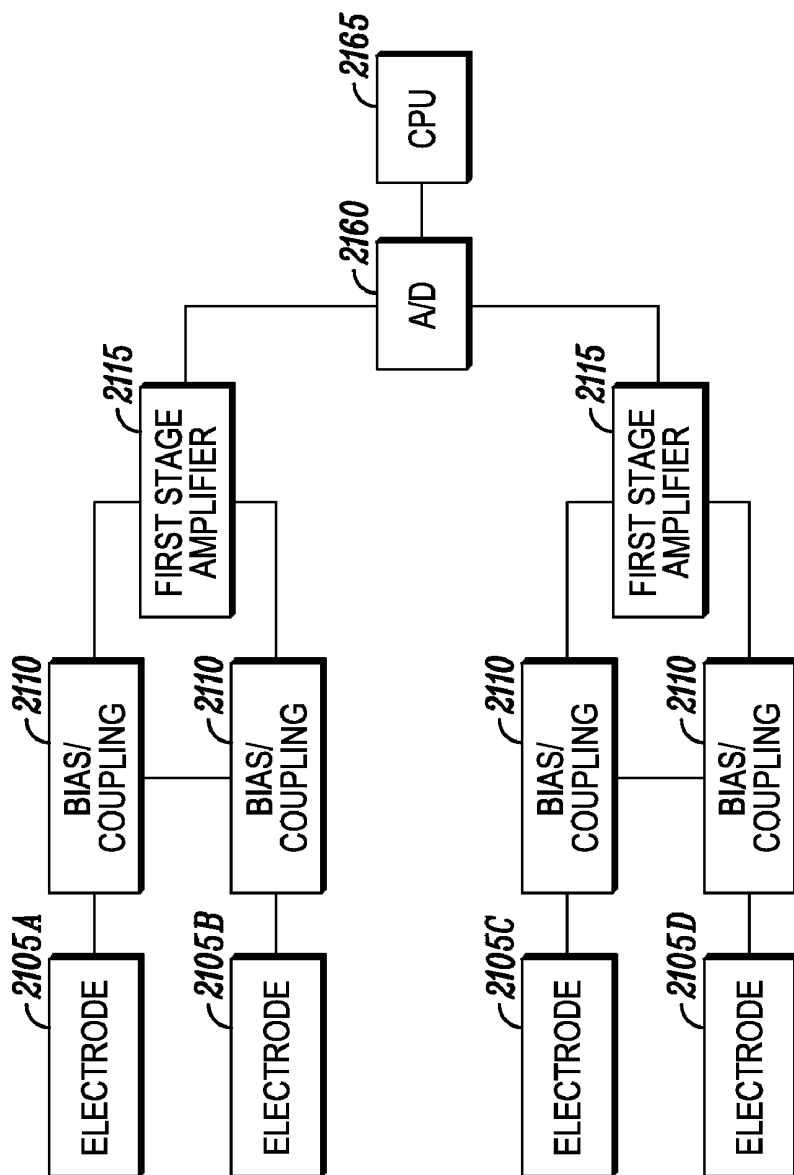 2105A
ELECTRODE
2110
BIAS/
COUPLING
2115
FIRST STAGE
AMPLIFIER
2105B
ELECTRODE
2110
BIAS/
COUPLING
2160
A/D
2165
CPU
2105C
ELECTRODE
2110
BIAS/
COUPLING
2115
FIRST STAGE
AMPLIFIER
2105D
ELECTRODE
2110
BIAS/
COUPLING